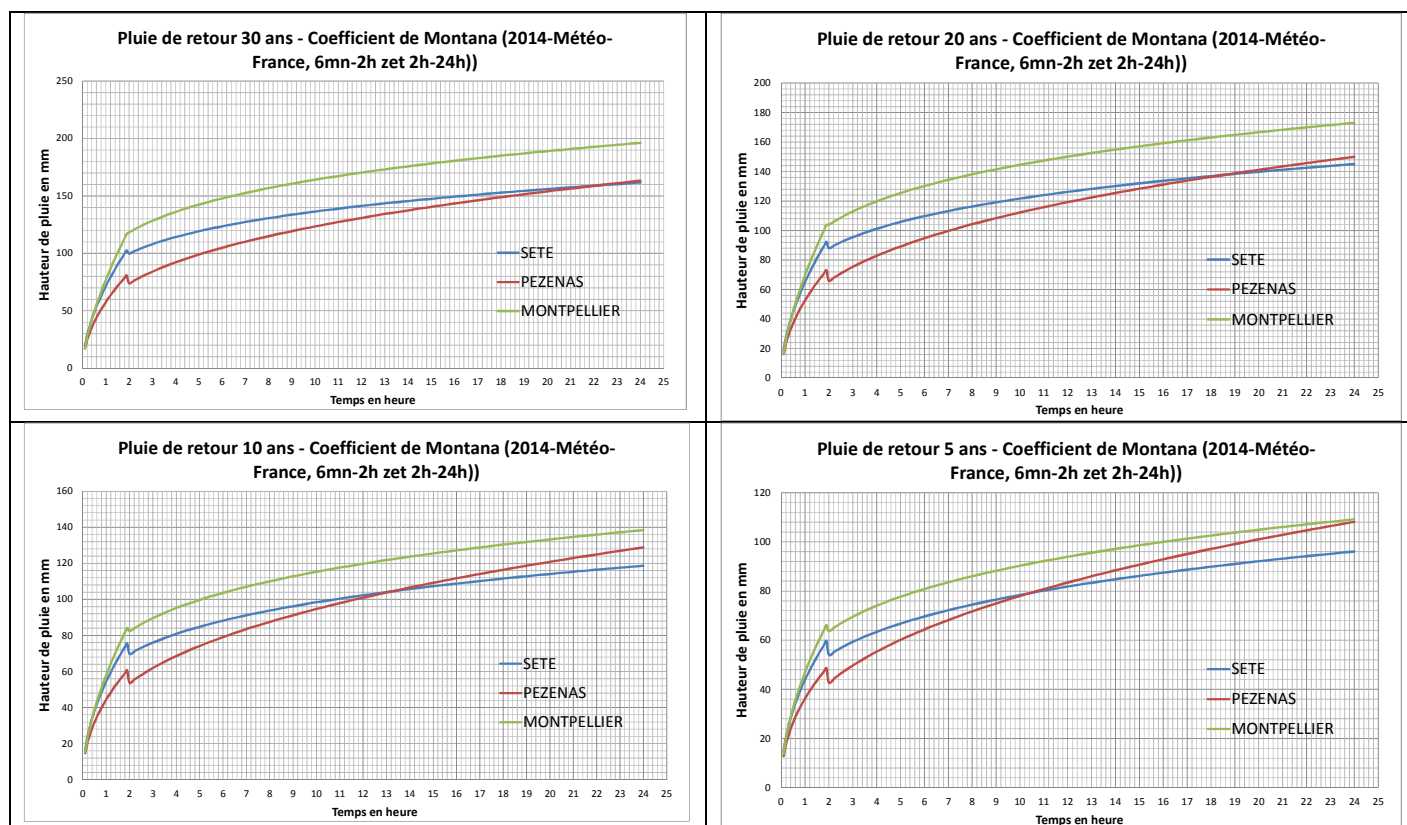 Pluie de retour 30 ans - Coefficient de Montana (2014-Météo-
France, 6mn-2h zet 2h-24h))
Hauteur de pluie en mm
250
200
150
100
50
0
SETE
PEZENAS
MONTPELLIER
0 1 2 3 4 5 6 7 8 9 10 11 12 13 14 15 16 17 18 19 20 21 22 23 24 25
Temps en heure
Pluie de retour 20 ans - Coefficient de Montana (2014-Météo-
France, 6mn-2h zet 2h-24h))
Hauteur de pluie en mm
200
180
160
140
120
100
80
60
40
20
0
SETE
PEZENAS
MONTPELLIER
0 1 2 3 4 5 6 7 8 9 10 11 12 13 14 15 16 17 18 19 20 21 22 23 24 25
Temps en heure
Pluie de retour 10 ans - Coefficient de Montana (2014-Météo-
France, 6mn-2h zet 2h-24h))
Hauteur de pluie en mm
160
140
120
100
80
60
40
20
0
SETE
PEZENAS
MONTPELLIER
0 1 2 3 4 5 6 7 8 9 10 11 12 13 14 15 16 17 18 19 20 21 22 23 24 25
Temps en heure
Pluie de retour 5 ans - Coefficient de Montana (2014-Météo-
France, 6mn-2h zet 2h-24h))
Hauteur de pluie en mm
120
100
80
60
40
20
0
SETE
PEZENAS
MONTPELLIER
0 1 2 3 4 5 6 7 8 9 10 11 12 13 14 15 16 17 18 19 20 21 22 23 24 25
Temps en heure